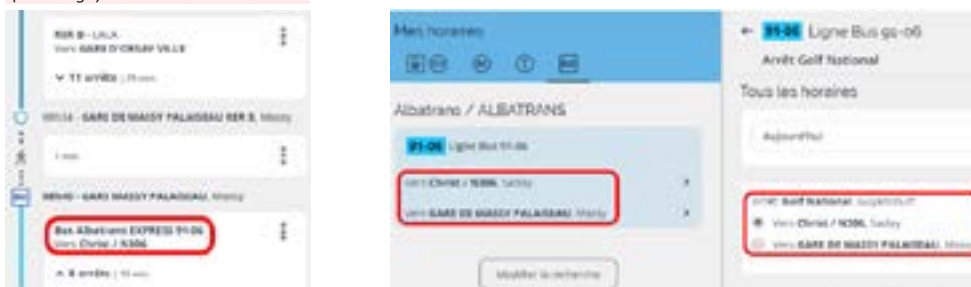 RER B - LALA
Vers GARE D'ORSAY VILLE
11 arrêts
GARE DE MASSY PALAISEAU RER B, Massy
1 min
GARE MASSY PALAISEAU, Massy
Bus Albatrans EXPRESS 91-06
Vers Christ / N306
8 arrêts
Mes horaires
Albatrans / ALBATRANS
91-06 Ligne Bus 91-06
Vers Christ / N306, Saclay
Vers GARE DE MASSY PALAISEAU, Massy
Modifier la recherche
91-06 Ligne Bus 91-06
Arrêt Golf National
Tous les horaires
Aujourd'hui
Arrêt Golf National
Vers Christ / N306, Saclay
Vers GARE DE MASSY PALAISEAU, Massy